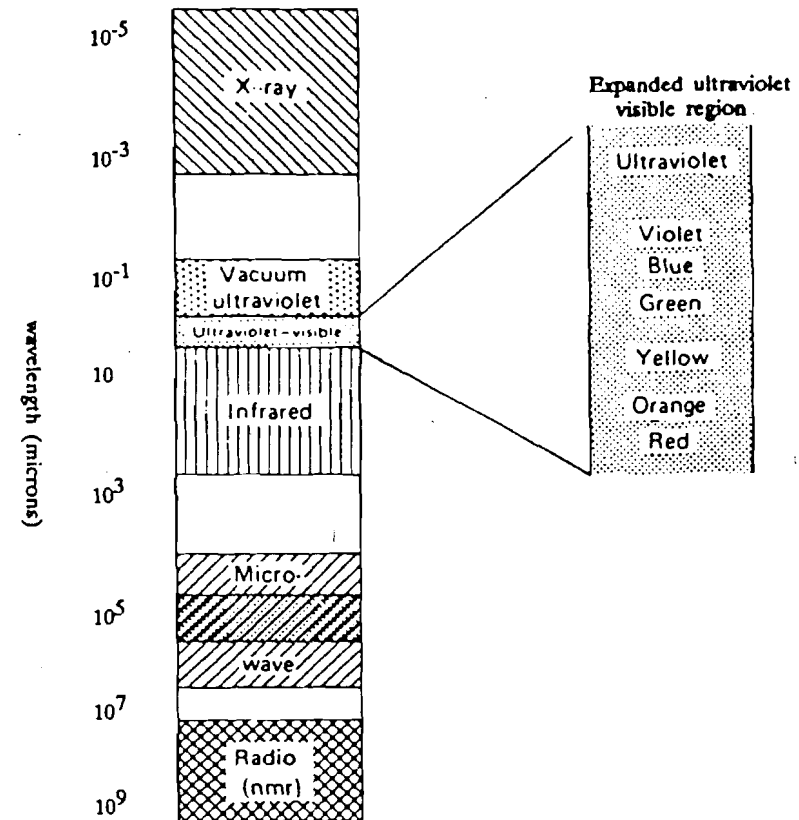 10-5
X-ray
10-3
10-1
Vacuum
ultraviolet
Ultraviolet-visible
10
Infrared
wavelength (microns)
103
Micro-
105
wave
107
Radio
(nmr)
109
Expanded ultraviolet
visible region
Ultraviolet
Violet
Blue
Green
Yellow
Orange
Red